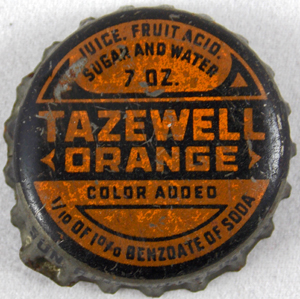 JUICE. FRUIT ACID.
SUGAR AND WATER
7 OZ.
TAZEWELL
ORANGE
COLOR ADDED
1/10 OF 1% BENZOATE OF SODA